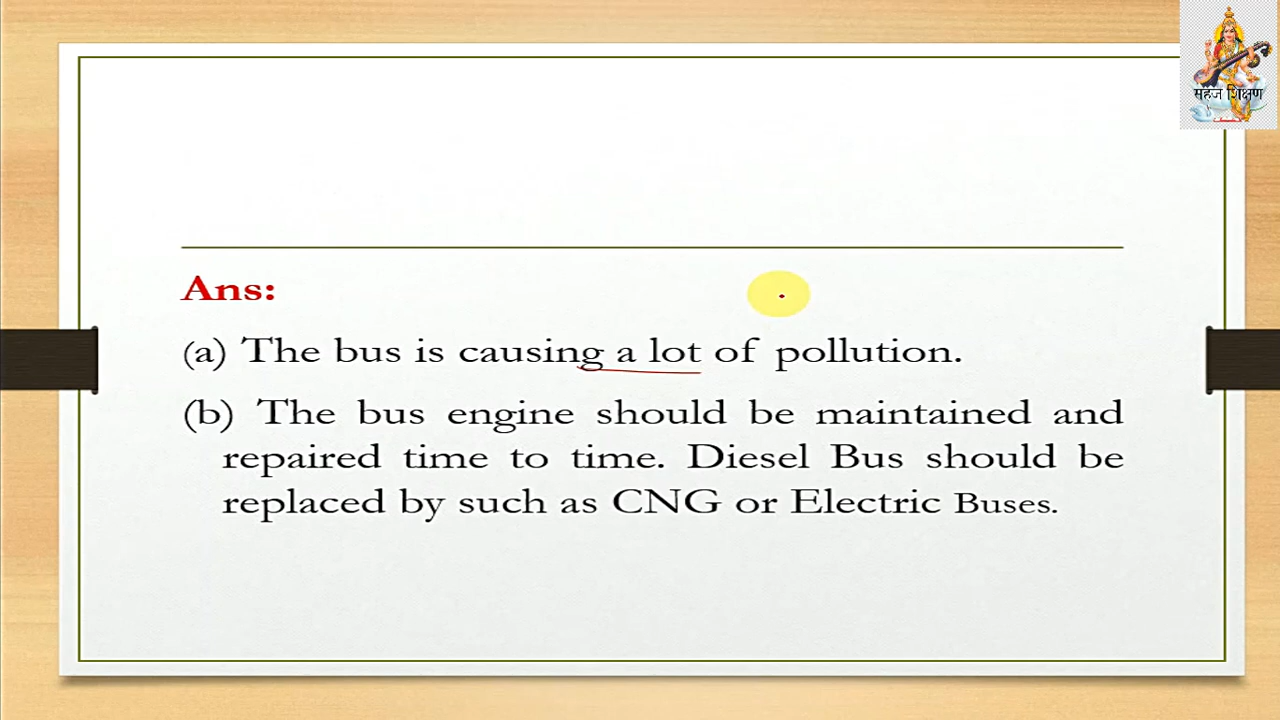 सहज शिक्षण
Ans:
(a) The bus is causing a lot of pollution.
(b) The bus engine should be maintained and
repaired time to time. Diesel Bus should be
replaced by such as CNG or Electric Buses.